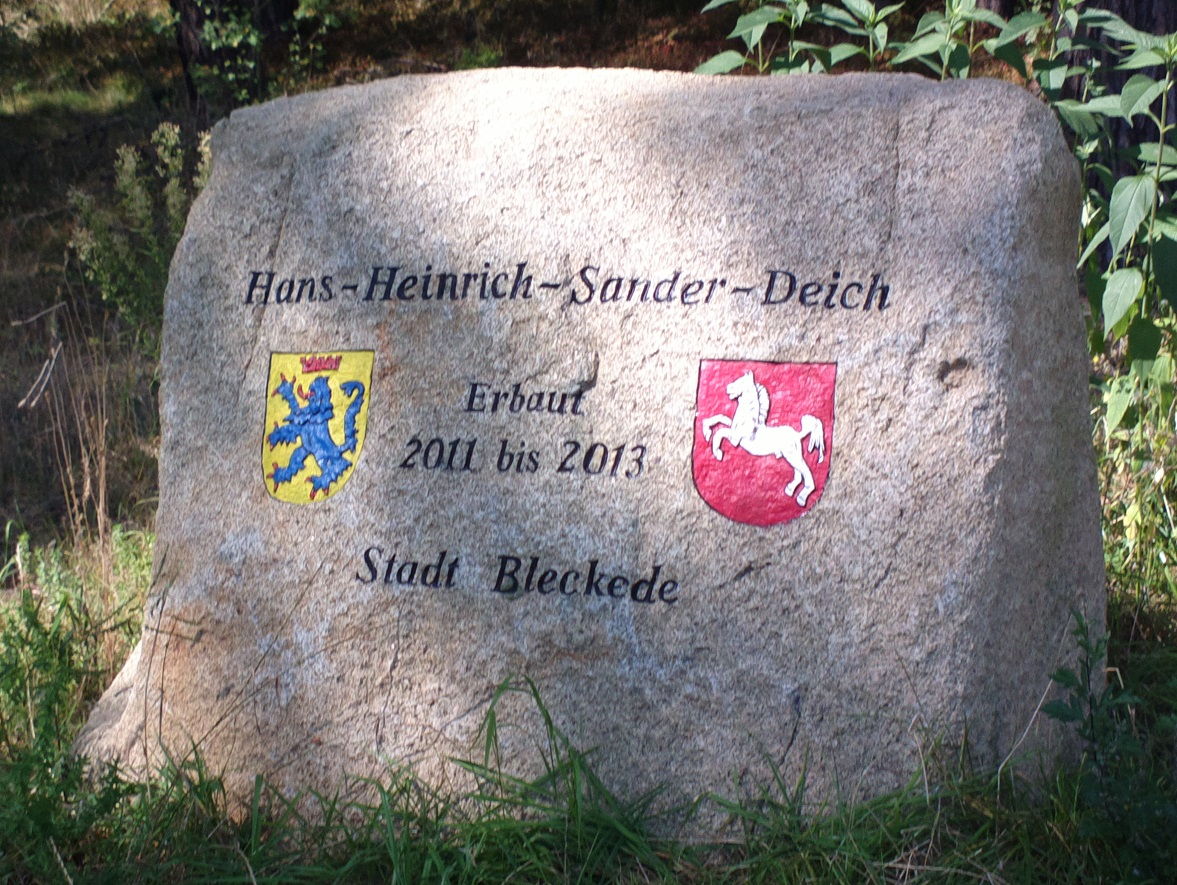 Hans-Heinrich-Sander-Deich
Erbaut
2011 bis 2013
Stadt Bleckede